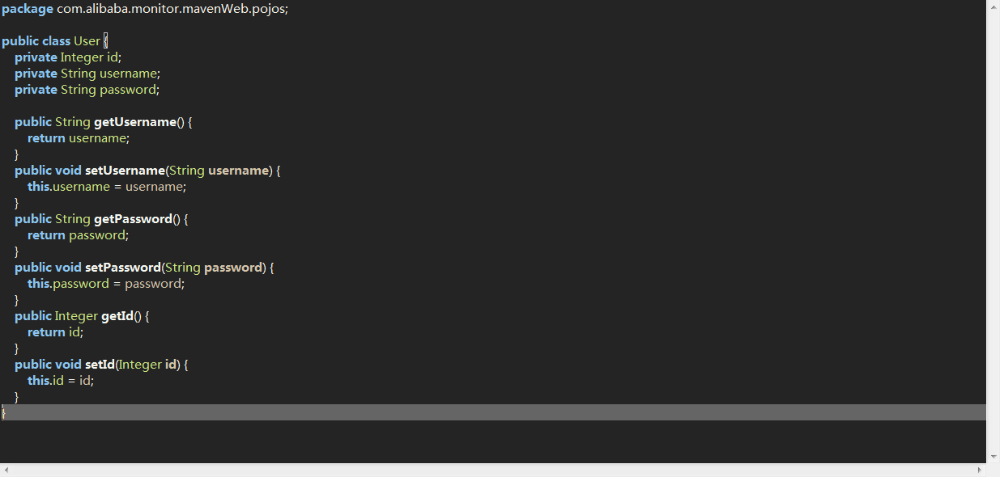 package com.alibaba.monitor.mavenWeb.pojos;

public class User {
    private Integer id;
    private String username;
    private String password;

    public String getUsername() {
        return username;
    }
    public void setUsername(String username) {
        this.username = username;
    }
    public String getPassword() {
        return password;
    }
    public void setPassword(String password) {
        this.password = password;
    }
    public Integer getId() {
        return id;
    }
    public void setId(Integer id) {
        this.id = id;
    }
}